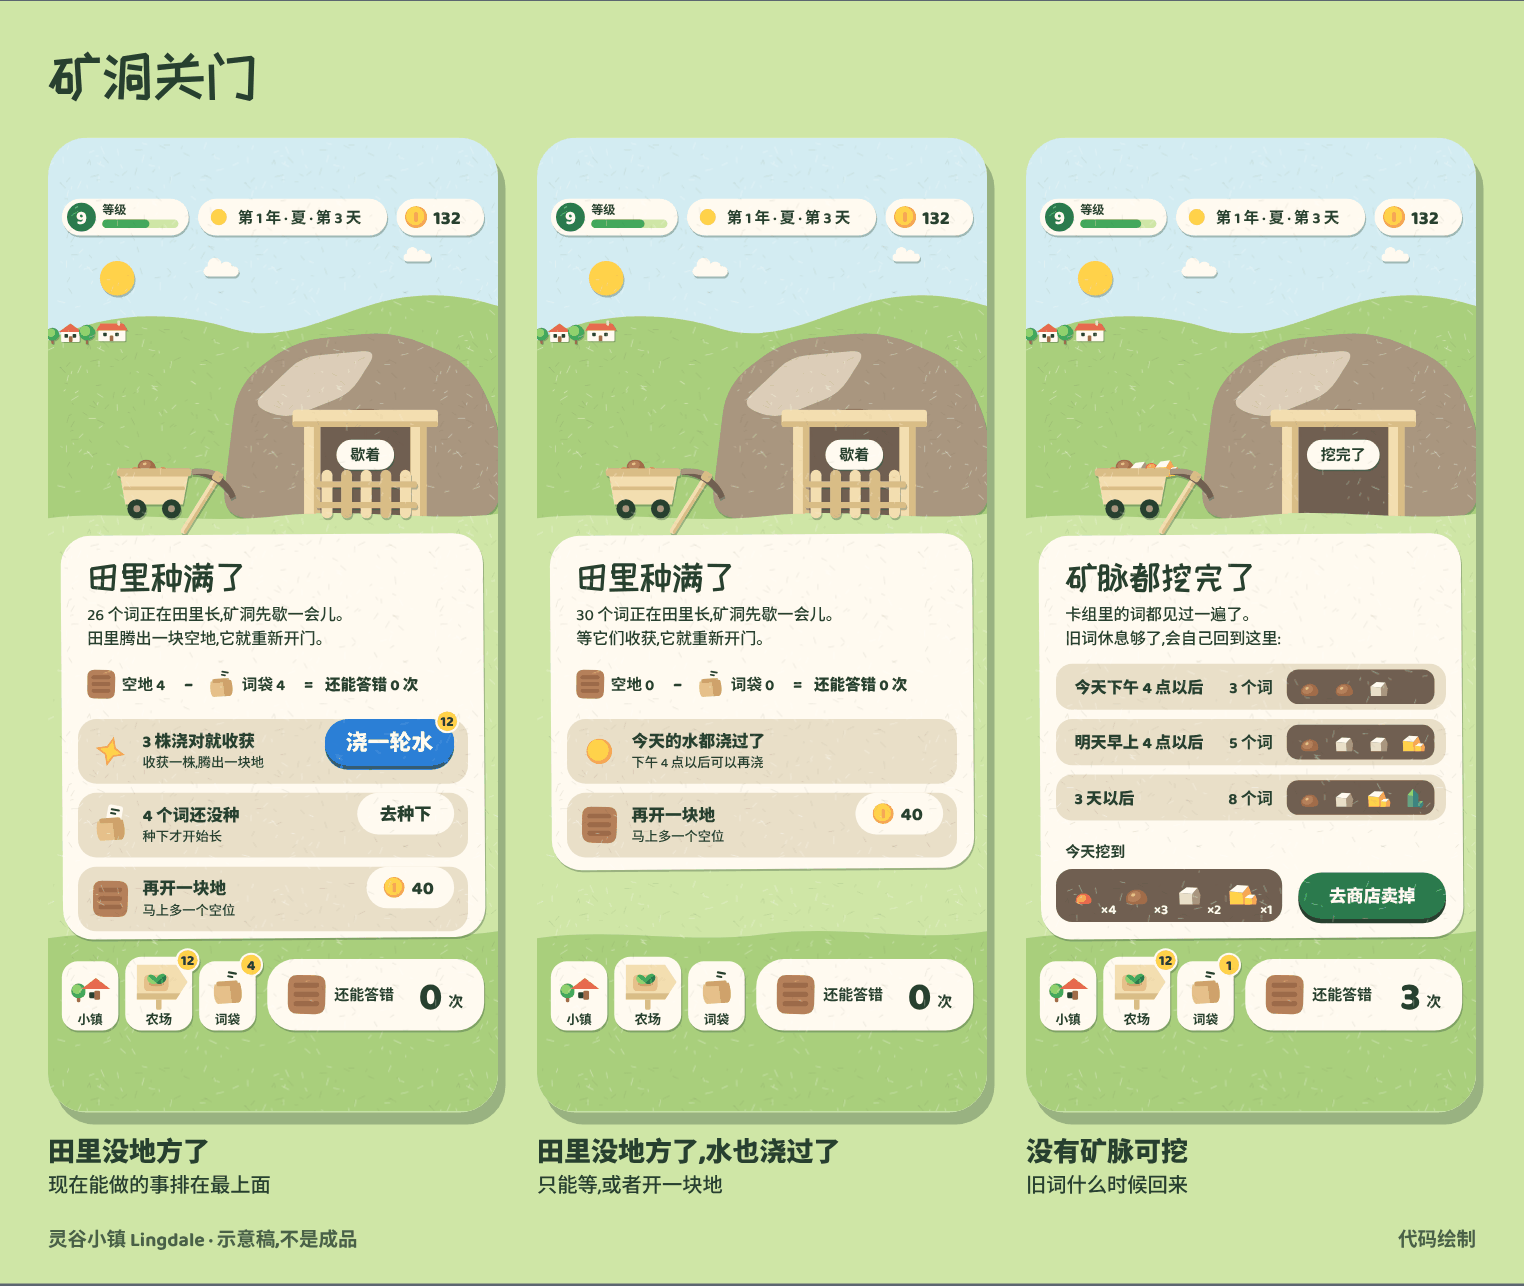 矿洞关门
9 等级 第1年·夏·第3天 132
歇着
田里种满了
26 个词正在田里长,矿洞先歇一会儿。
田里腾出一块空地,它就重新开门。
空地 4 – 词袋 4 = 还能答错 0 次
3 株浇对就收获
收获一株,腾出一块地
浇一轮水
12
4 个词还没种
种下才开始长
去种下
再开一块地
马上多一个空位
40
小镇
12
农场
4
词袋
还能答错 0 次
田里没地方了
现在能做的事排在最上面
9 等级 第1年·夏·第3天 132
歇着
田里种满了
30 个词正在田里长,矿洞先歇一会儿。
等它们收获,它就重新开门。
空地 0 – 词袋 0 = 还能答错 0 次
今天的水都浇过了
下午 4 点以后可以再浇
再开一块地
马上多一个空位
40
小镇
农场
词袋
还能答错 0 次
田里没地方了,水也浇过了
只能等,或者开一块地
9 等级 第1年·夏·第3天 132
挖完了
矿脉都挖完了
卡组里的词都见过一遍了。
旧词休息够了,会自己回到这里:
今天下午 4 点以后 3 个词
明天早上 4 点以后 5 个词
3 天以后 8 个词
今天挖到
×4 ×3 ×2 ×1
去商店卖掉
小镇
12
农场
1
词袋
还能答错 3 次
没有矿脉可挖
旧词什么时候回来
灵谷小镇 Lingdale · 示意稿,不是成品
代码绘制